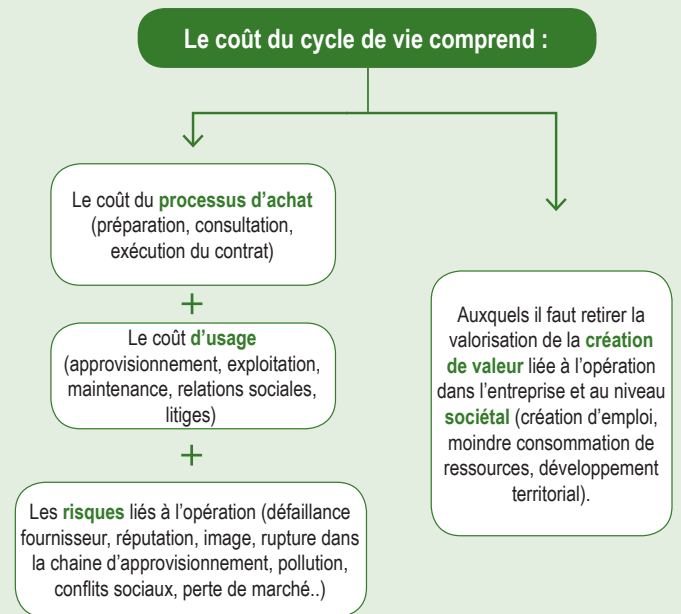 Le coût du cycle de vie comprend :
Le coût du processus d’achat
(préparation, consultation,
exécution du contrat)
+
Le coût d’usage
(approvisionnement, exploitation,
maintenance, relations sociales,
litiges)
+
Les risques liés à l’opération (défaillance
fournisseur, réputation, image, rupture dans
la chaine d’approvisionnement, pollution,
conflits sociaux, perte de marché..)
Auxquels il faut retirer la
valorisation de la création
de valeur liée à l’opération
dans l’entreprise et au niveau
sociétal (création d’emploi,
moindre consommation de
ressources, développement
territorial).